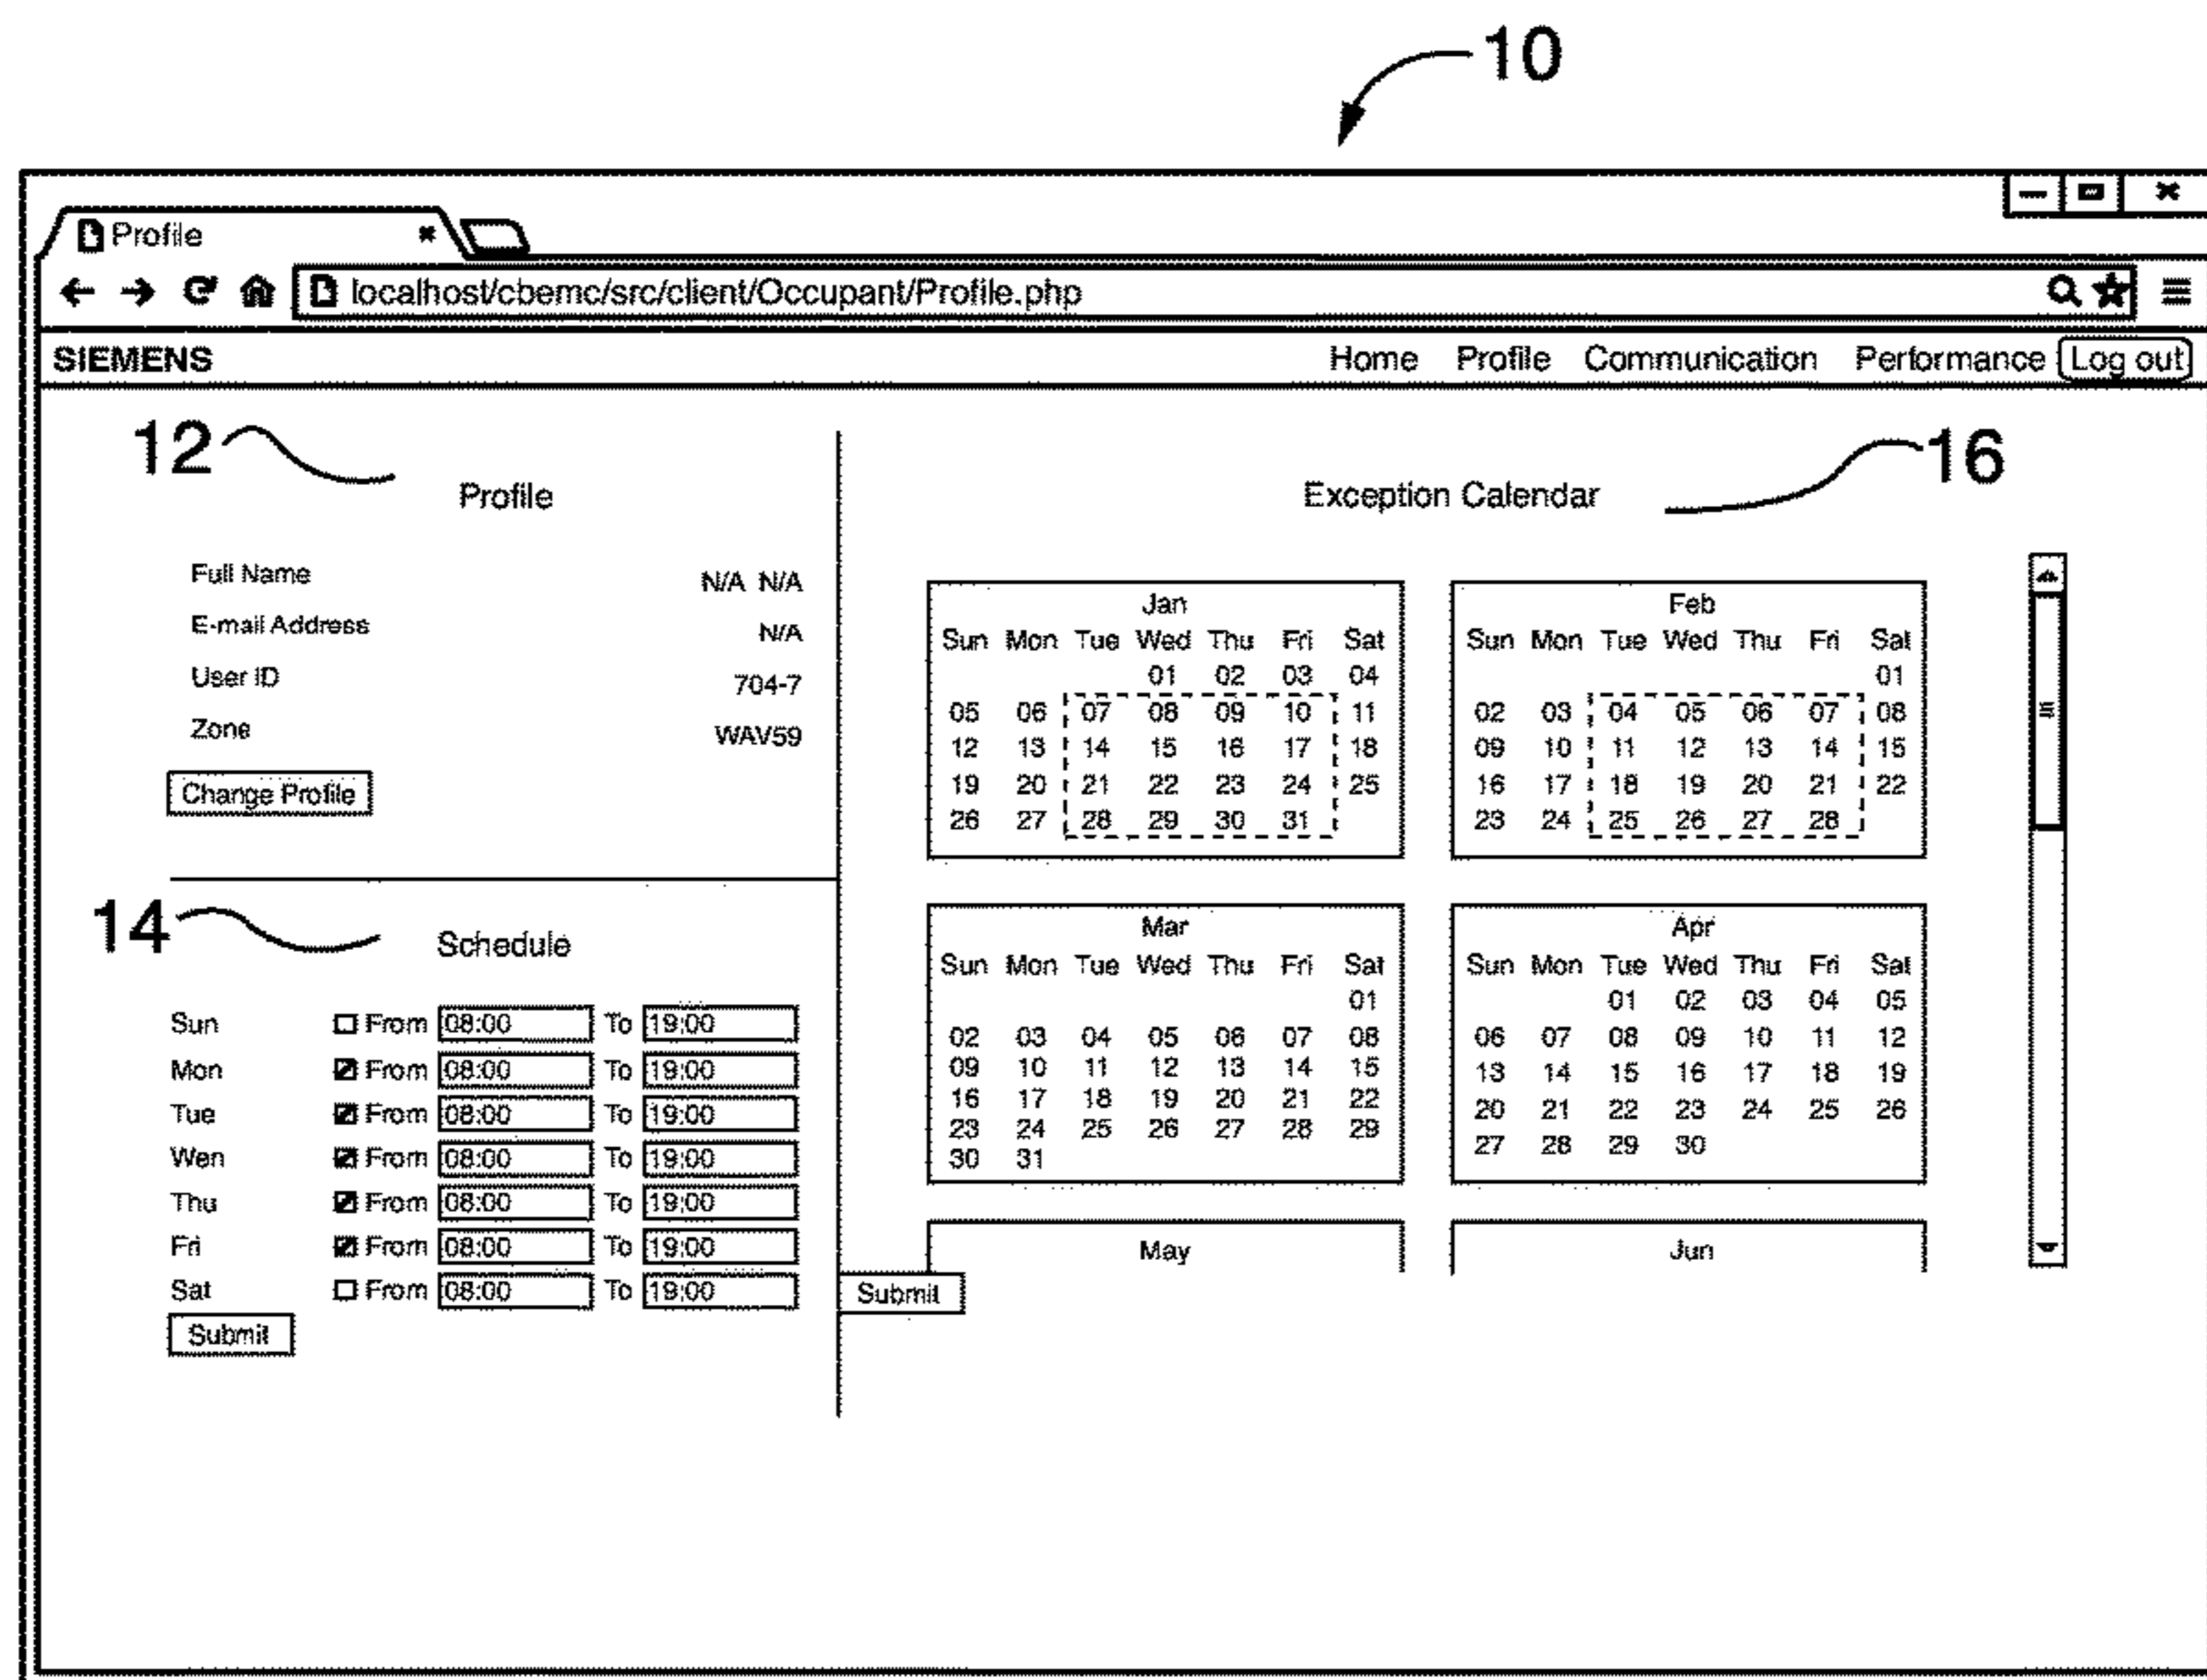 10
Profile
localhost/cbemc/src/client/Occupant/Profile.php
SIEMENS Home Profile Communication Performance Log out
12
Profile
Full Name N/A N/A
E-mail Address N/A
User ID 704-7
Zone WAV59
Change Profile
14
Schedule
Sun From 08:00 To 19:00
Mon From 08:00 To 19:00
Tue From 08:00 To 19:00
Wen From 08:00 To 19:00
Thu From 08:00 To 19:00
Fri From 08:00 To 19:00
Sat From 08:00 To 19:00
Submit
16
Exception Calendar
Jan
Sun Mon Tue Wed Thu Fri Sat
01 02 03 04
05 06 07 08 09 10 11
12 13 14 15 16 17 18
19 20 21 22 23 24 25
26 27 28 29 30 31
Feb
Sun Mon Tue Wed Thu Fri Sat
01
02 03 04 05 06 07 08
09 10 11 12 13 14 15
16 17 18 19 20 21 22
23 24 25 26 27 28
Mar
Sun Mon Tue Wed Thu Fri Sat
01
02 03 04 05 06 07 08
09 10 11 12 13 14 15
16 17 18 19 20 21 22
23 24 25 26 27 28 29
30 31
Apr
Sun Mon Tue Wed Thu Fri Sat
01 02 03 04 05
06 07 08 09 10 11 12
13 14 15 16 17 18 19
20 21 22 23 24 25 26
27 28 29 30
May
Jun
Submit